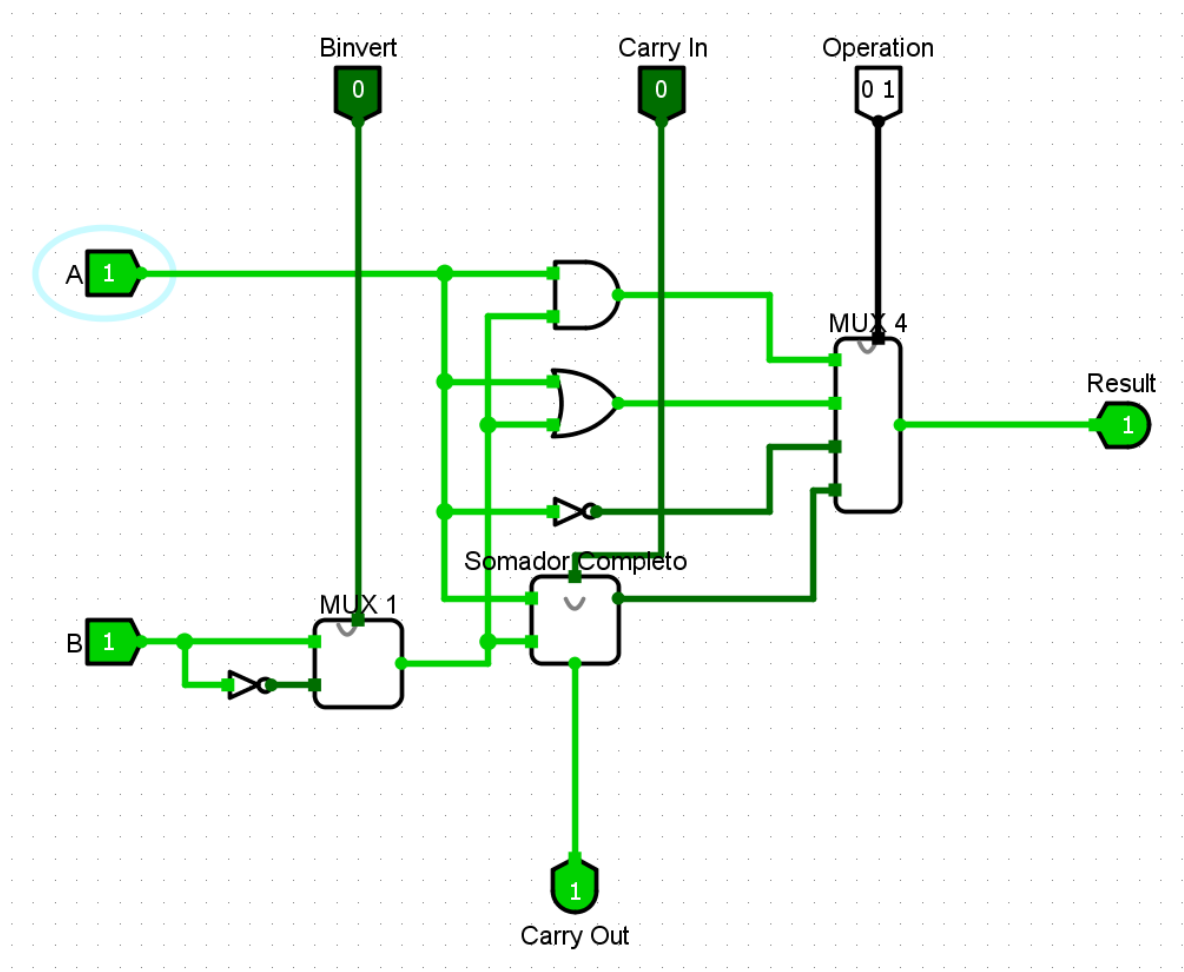 Binvert
Carry In
Operation
0
0
0 1
A
1
MUX 4
Result
1
Somador Completo
MUX 1
B
1
1
Carry Out